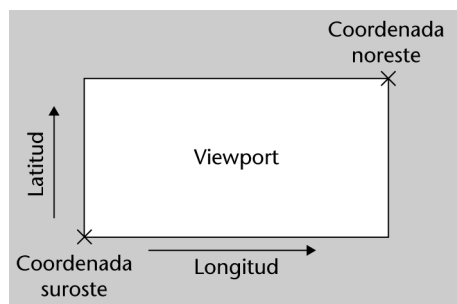 Coordenada
noreste
Latitud
Viewport
Longitud
Coordenada
suroste